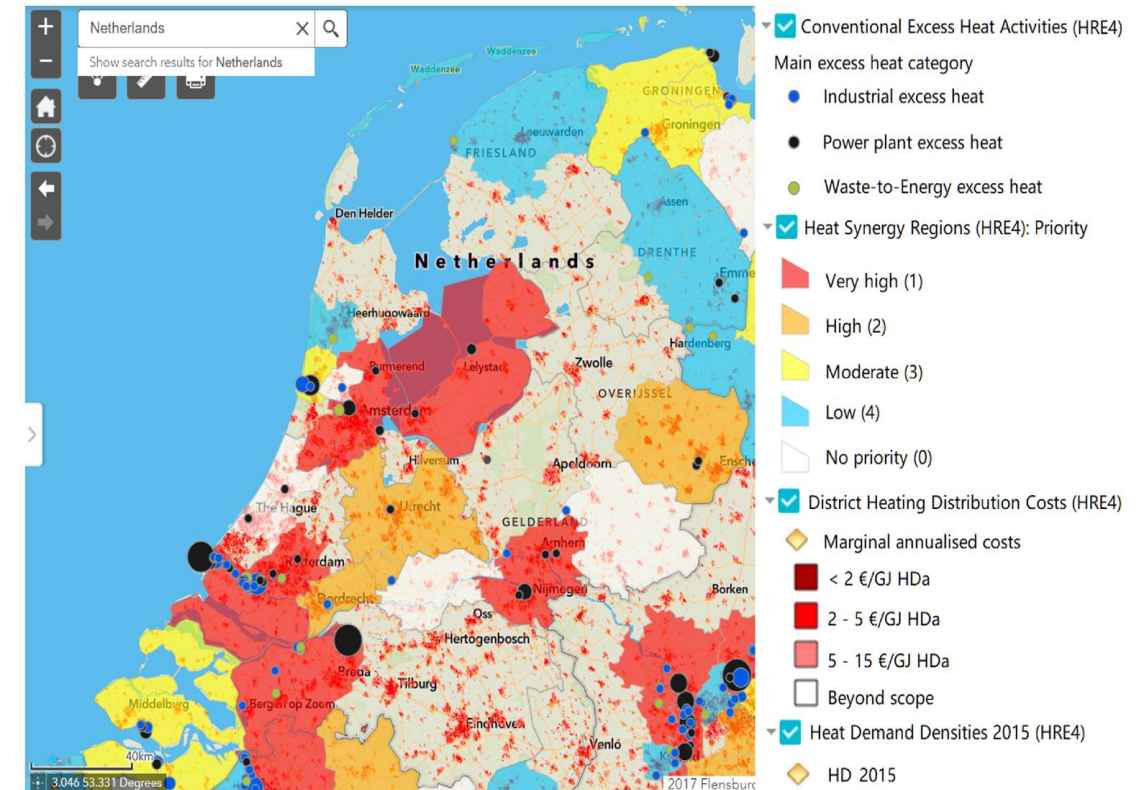 +
Netherlands
Show search results for Netherlands
−
Waddenzee
Waddenzee
GRONINGEN
Groningen
Leeuwarden
FRIESLAND
Assen
Den Helder
DRENTHE
Netherlands
Heerhugowaard
Hardenberg
Purmerend
Lelystad
Zwolle
OVERIJSSEL
Amsterdam
Hilversum
Apeldoorn
Ensche
The Hague
Utrecht
GELDERLAND
Arnhem
Rotterdam
Nijmegen
Borken
Dordrecht
Oss
Hertogenbosch
Breda
Tilburg
Middelburg
Bergen op Zoom
Eindhoven
Venlo
40km
3.046 53.331 Degrees
2017 Flensburg
Conventional Excess Heat Activities (HRE4)
Main excess heat category
Industrial excess heat
Power plant excess heat
Waste-to-Energy excess heat
Heat Synergy Regions (HRE4): Priority
Very high (1)
High (2)
Moderate (3)
Low (4)
No priority (0)
District Heating Distribution Costs (HRE4)
Marginal annualised costs
< 2 €/GJ HDa
2 - 5 €/GJ HDa
5 - 15 €/GJ HDa
Beyond scope
Heat Demand Densities 2015 (HRE4)
HD 2015